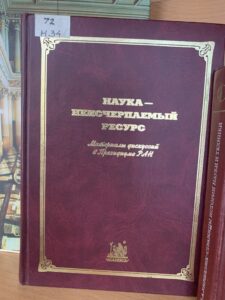 72
Н.34
НАУКА —
НЕИСЧЕРПАЕМЫЙ
РЕСУРС
Материалы дискуссий
в Президиуме РАН